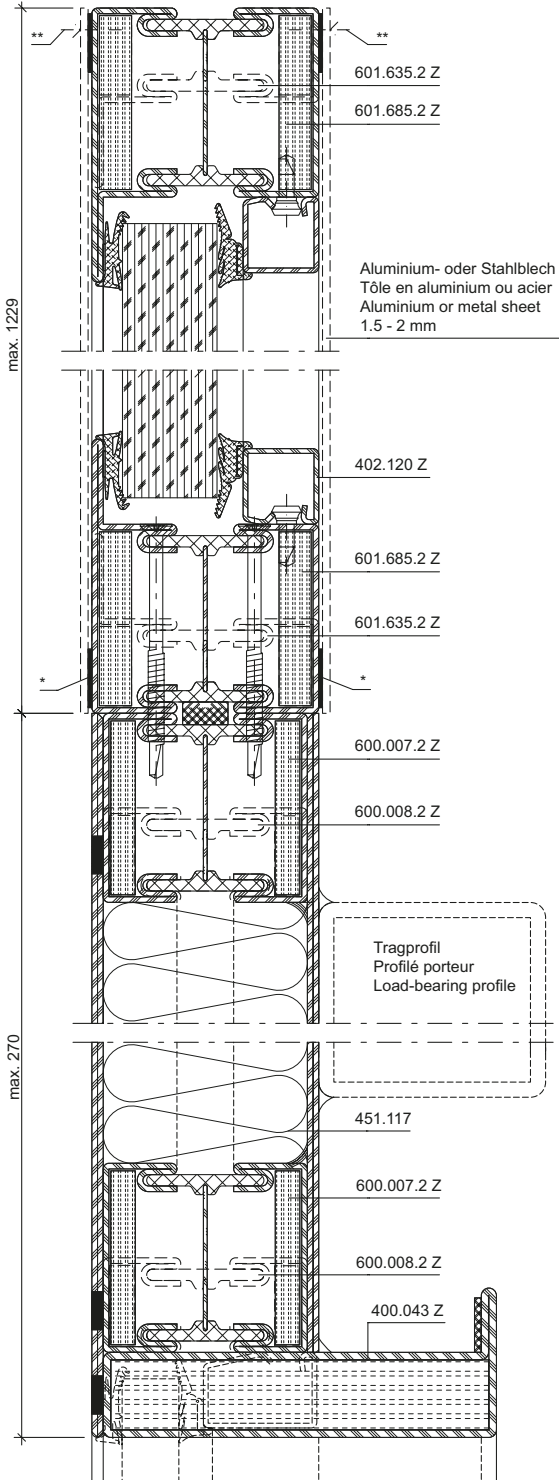 **
**
601.635.2 Z
601.685.2 Z
Aluminium- oder Stahlblech
Tôle en aluminium ou acier
Aluminium or metal sheet
1.5 - 2 mm
max. 1229
402.120 Z
601.685.2 Z
601.635.2 Z
*
*
600.007.2 Z
600.008.2 Z
Tragprofil
Profilé porteur
Load-bearing profile
max. 270
451.117
600.007.2 Z
600.008.2 Z
400.043 Z